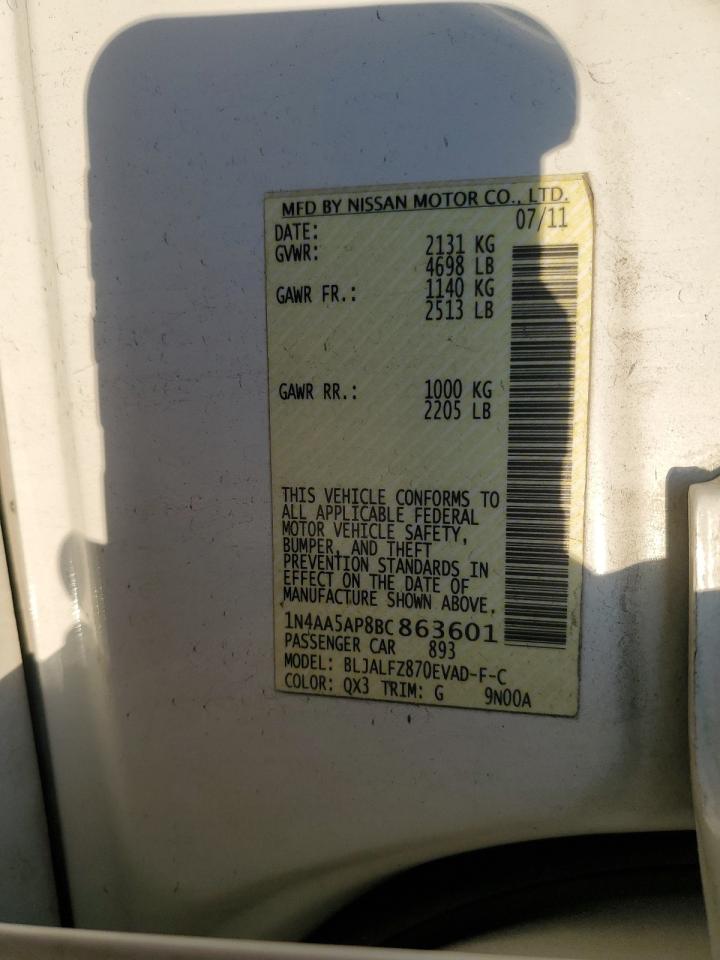 MFD BY NISSAN MOTOR CO., LTD.
DATE: 07/11
GVWR: 2131 KG
4698 LB
GAWR FR.: 1140 KG
2513 LB
GAWR RR.: 1000 KG
2205 LB
THIS VEHICLE CONFORMS TO
ALL APPLICABLE FEDERAL
MOTOR VEHICLE SAFETY,
BUMPER, AND THEFT
PREVENTION STANDARDS IN
EFFECT ON THE DATE OF
MANUFACTURE SHOWN ABOVE.
1N4AA5AP8BC863601
PASSENGER CAR 893
MODEL: BLJALFZ870EVAD-F-C
COLOR: QX3 TRIM: G 9N00A